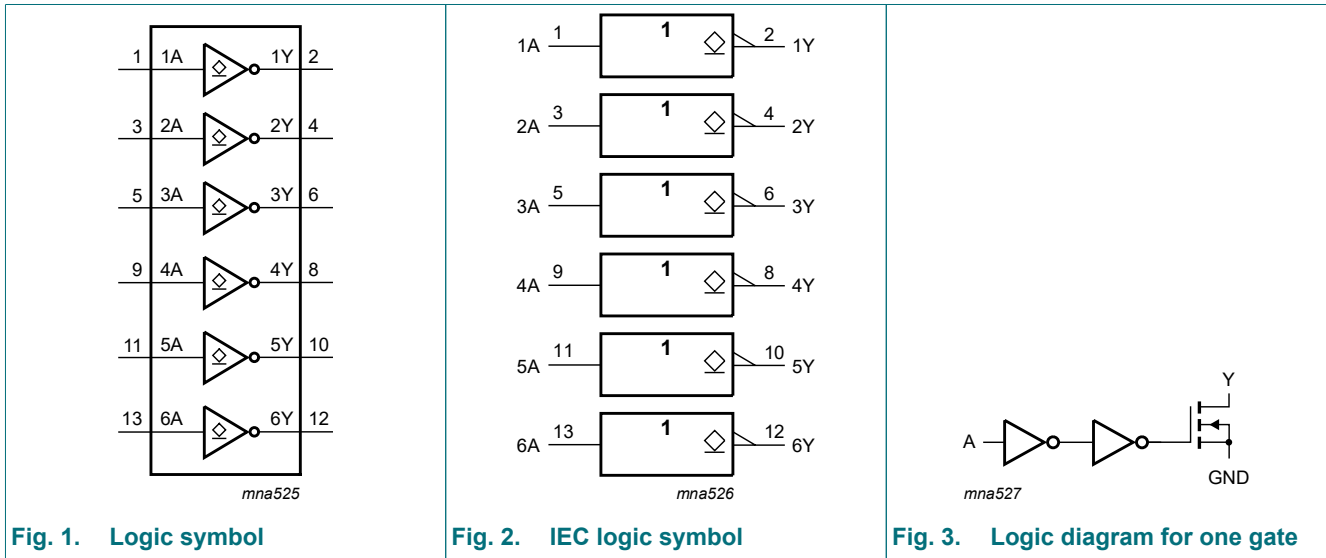 1 1A 1Y 2
3 2A 2Y 4
5 3A 3Y 6
9 4A 4Y 8
11 5A 5Y 10
13 6A 6Y 12
mna525
Fig. 1. Logic symbol
1A 1 1 2 1Y
2A 3 1 4 2Y
3A 5 1 6 3Y
4A 9 1 8 4Y
5A 11 1 10 5Y
6A 13 1 12 6Y
mna526
Fig. 2. IEC logic symbol
Y
A
GND
mna527
Fig. 3. Logic diagram for one gate